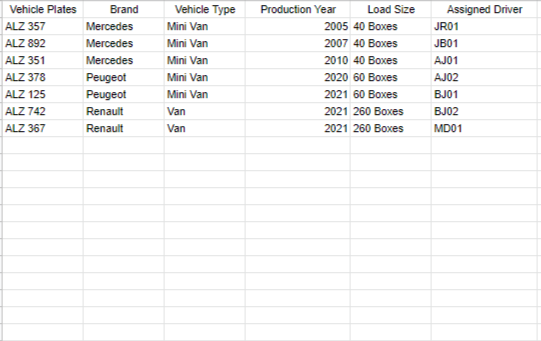 Vehicle Plates Brand Vehicle Type Production Year Load Size Assigned Driver
ALZ 357 Mercedes Mini Van 2005 40 Boxes JR01
ALZ 892 Mercedes Mini Van 2007 40 Boxes JB01
ALZ 351 Mercedes Mini Van 2010 40 Boxes AJ01
ALZ 378 Peugeot Mini Van 2020 60 Boxes AJ02
ALZ 125 Peugeot Mini Van 2021 60 Boxes BJ01
ALZ 742 Renault Van 2021 260 Boxes BJ02
ALZ 367 Renault Van 2021 260 Boxes MD01